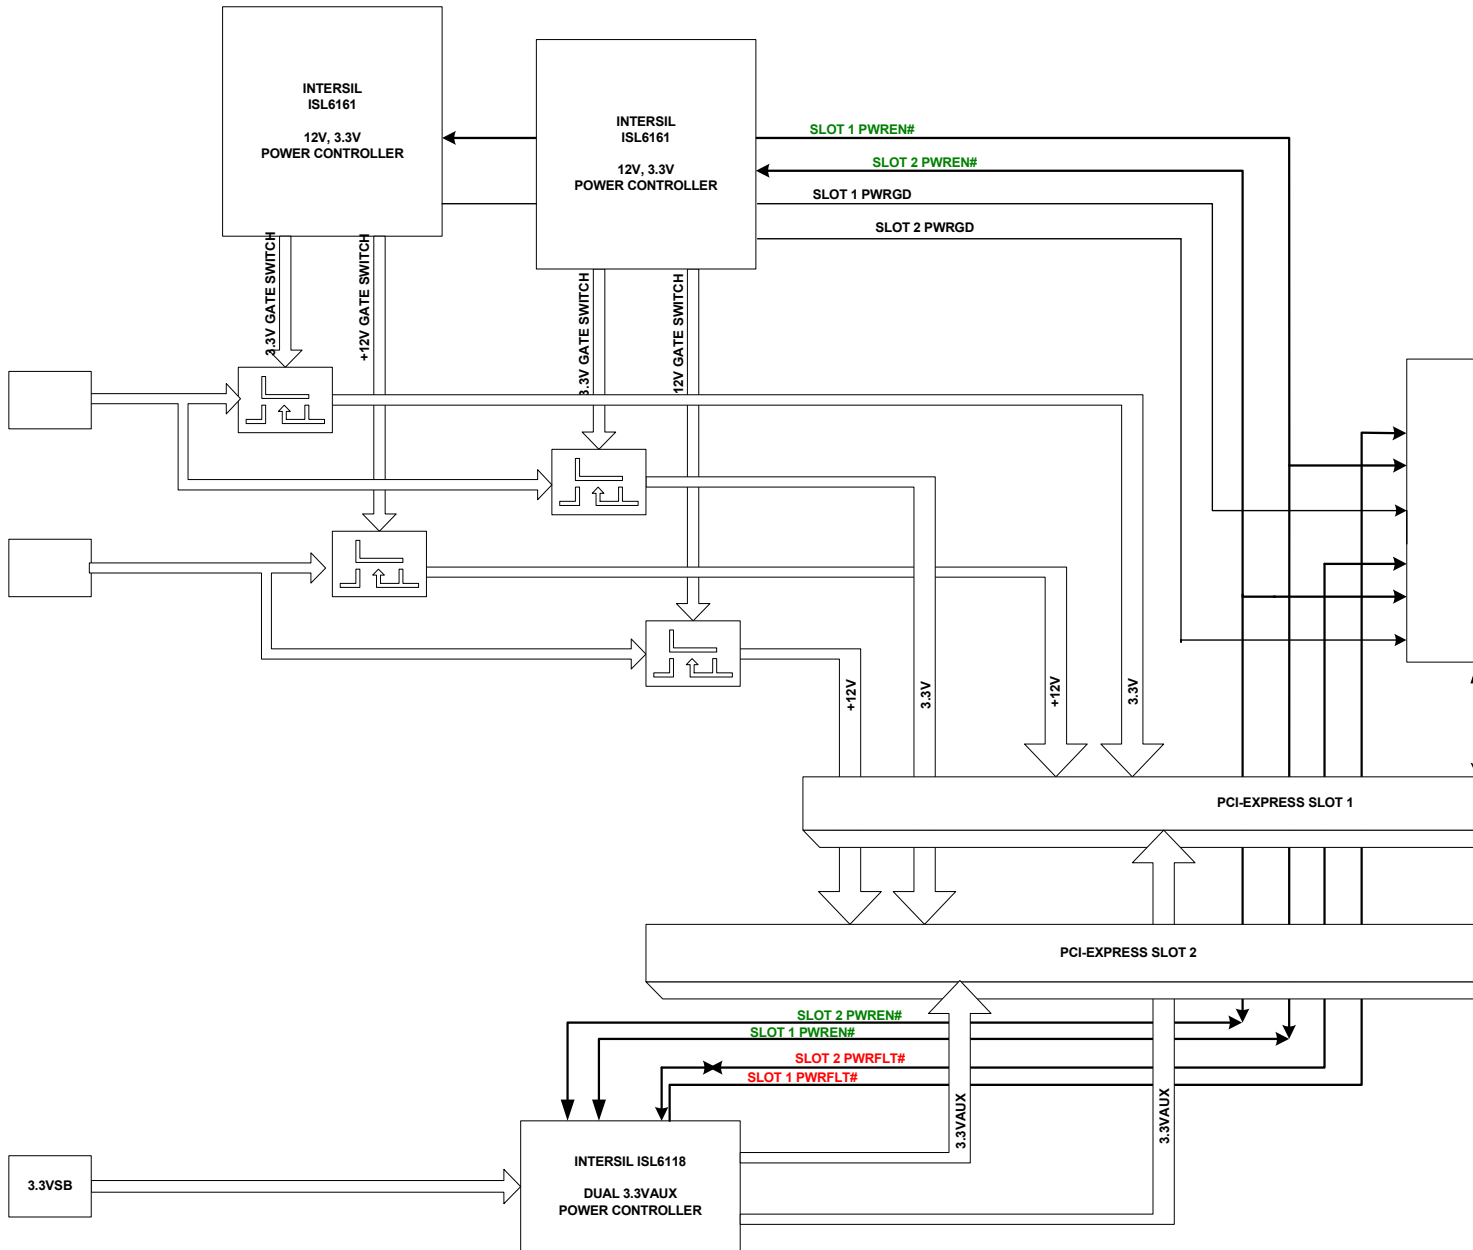 INTERSIL
ISL6161
12V, 3.3V
POWER CONTROLLER
INTERSIL
ISL6161
12V, 3.3V
POWER CONTROLLER
SLOT 1 PWREN#
SLOT 2 PWREN#
SLOT 1 PWRGD
SLOT 2 PWRGD
3.3V GATE SWITCH
+12V GATE SWITCH
3.3V GATE SWITCH
12V GATE SWITCH
+12V
3.3V
+12V
3.3V
PCI-EXPRESS SLOT 1
PCI-EXPRESS SLOT 2
SLOT 2 PWREN#
SLOT 1 PWREN#
SLOT 2 PWRFLT#
SLOT 1 PWRFLT#
3.3VAUX
3.3VAUX
3.3VSB
INTERSIL ISL6118
DUAL 3.3VAUX
POWER CONTROLLER